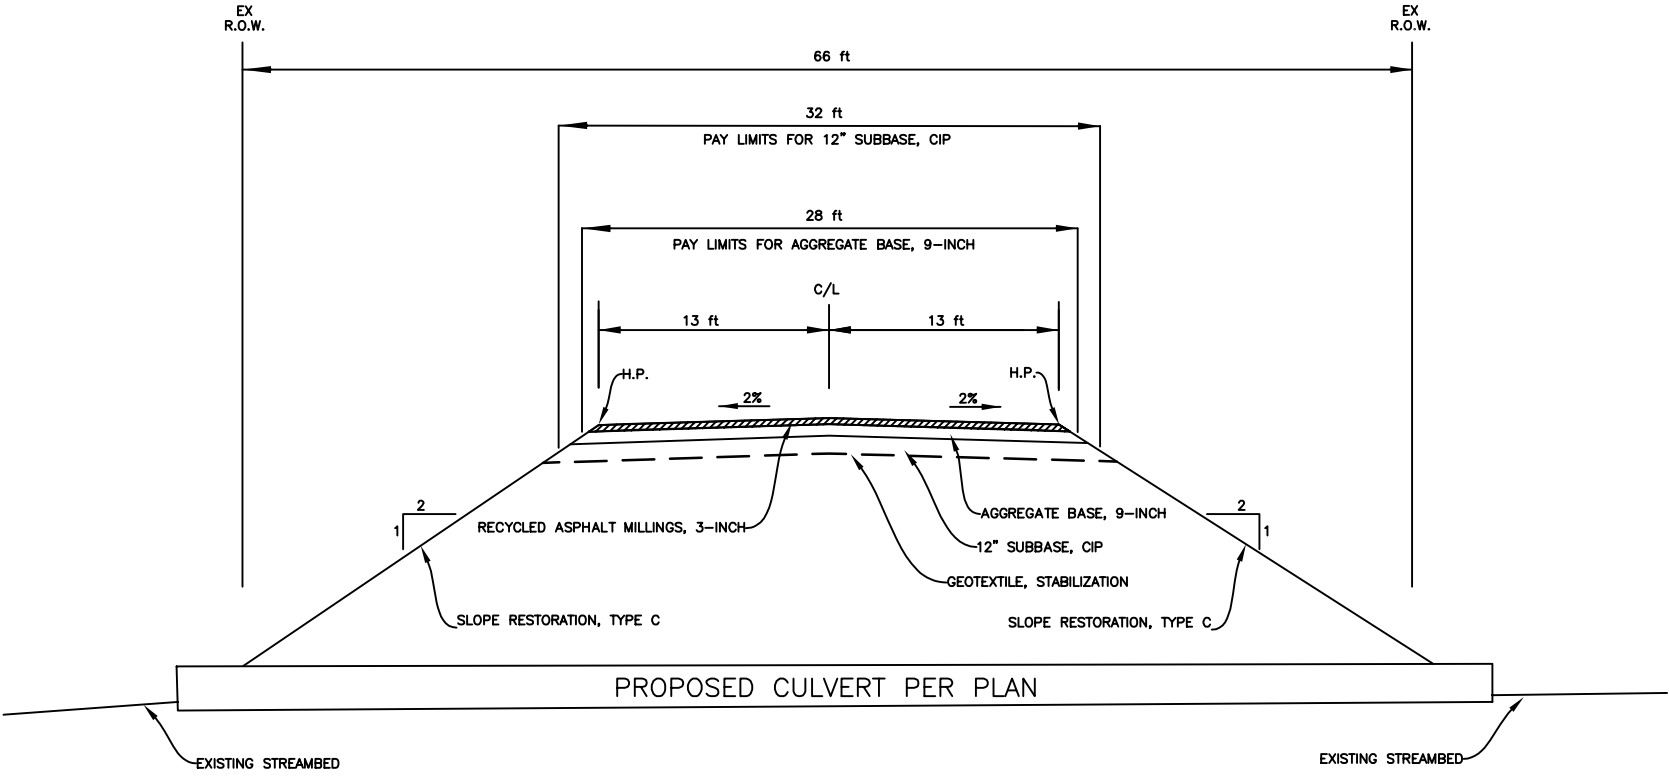 EX
R.O.W.
EX
R.O.W.
66 ft
32 ft
PAY LIMITS FOR 12" SUBBASE, CIP
28 ft
PAY LIMITS FOR AGGREGATE BASE, 9-INCH
C/L
13 ft
13 ft
H.P.
H.P.
2%
2%
2
1
2
1
RECYCLED ASPHALT MILLINGS, 3-INCH
AGGREGATE BASE, 9-INCH
12" SUBBASE, CIP
GEOTEXTILE, STABILIZATION
SLOPE RESTORATION, TYPE C
SLOPE RESTORATION, TYPE C
PROPOSED CULVERT PER PLAN
EXISTING STREAMBED
EXISTING STREAMBED